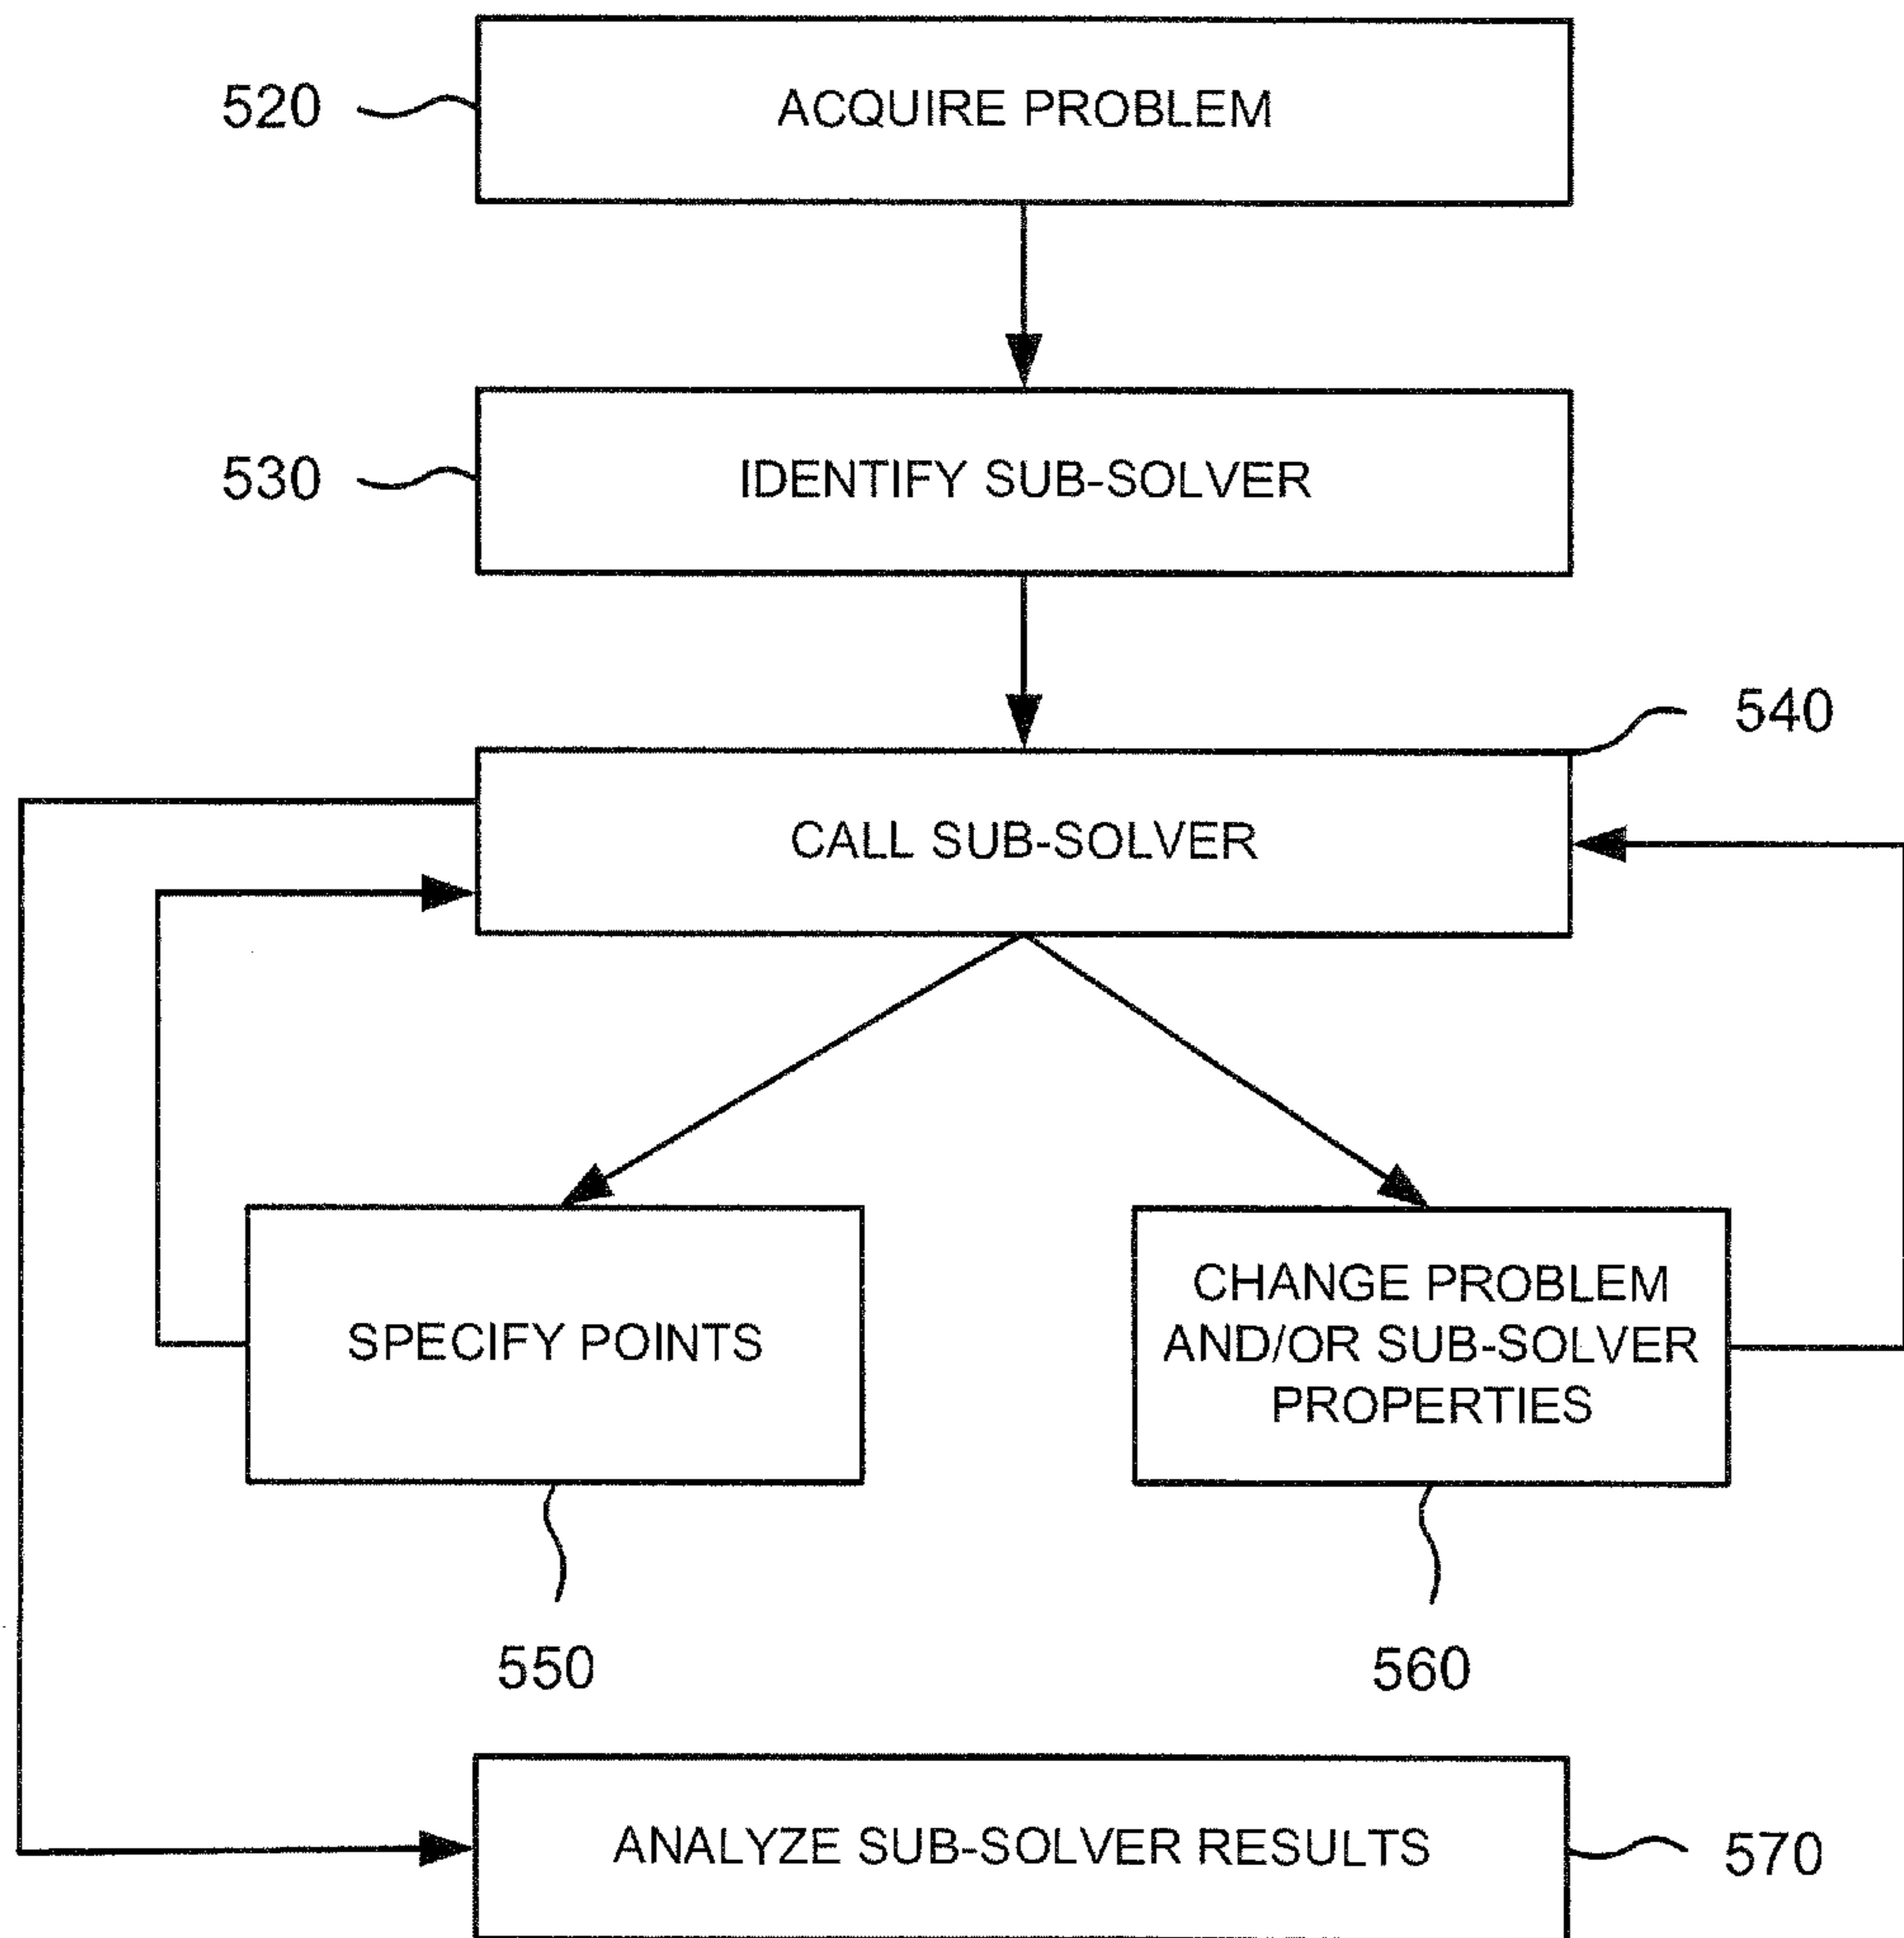 520
ACQUIRE PROBLEM
530
IDENTIFY SUB-SOLVER
540
CALL SUB-SOLVER
SPECIFY POINTS
CHANGE PROBLEM
AND/OR SUB-SOLVER
PROPERTIES
550
560
ANALYZE SUB-SOLVER RESULTS
570